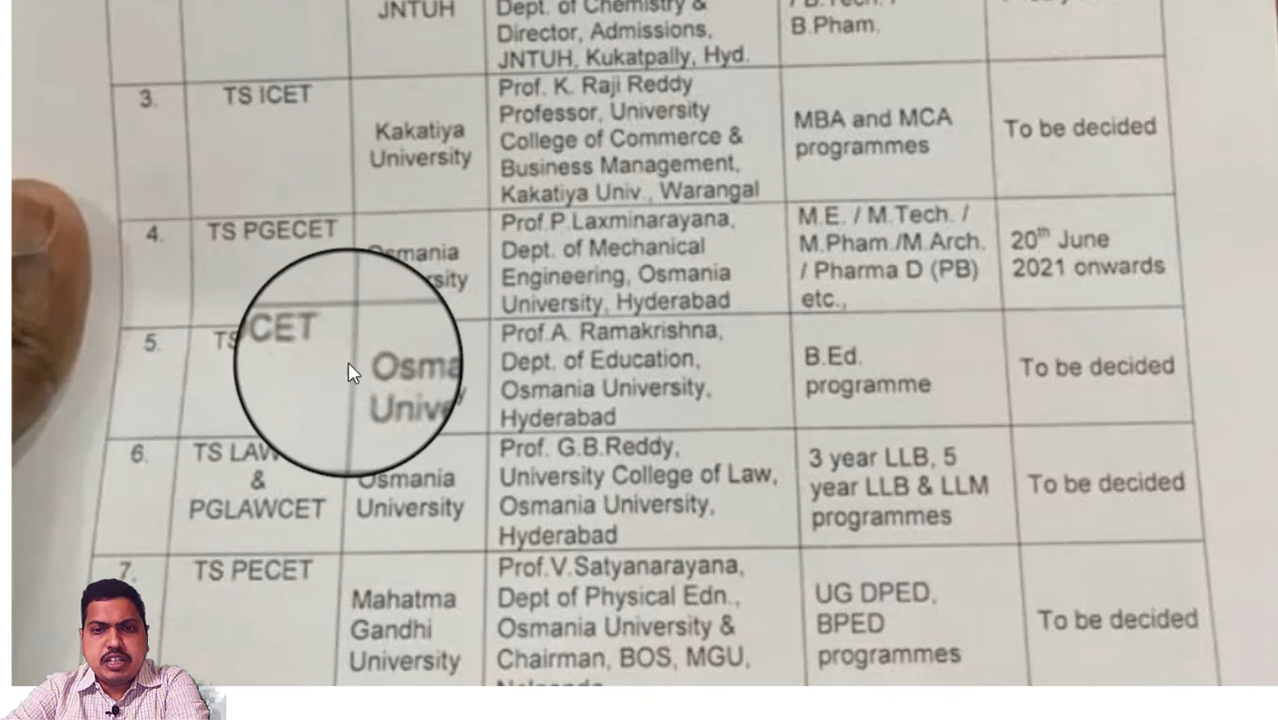 JNTUH
Dept. of Chemistry &
Director, Admissions,
JNTUH, Kukatpally, Hyd.
B.Pham.
3.
TS ICET
Kakatiya
University
Prof. K. Raji Reddy
Professor, University
College of Commerce &
Business Management,
Kakatiya Univ., Warangal
MBA and MCA
programmes
To be decided
4.
TS PGECET
Osmania
Prof.P.Laxminarayana,
Dept. of Mechanical
Engineering, Osmania
University, Hyderabad
M.E. / M.Tech. /
M.Pham./M.Arch.
/ Pharma D (PB)
etc.,
20th June
2021 onwards
5.
Prof.A. Ramakrishna,
Dept. of Education,
Osmania University,
Hyderabad
B.Ed.
programme
To be decided
6.
&
PGLAWCET
Osmania
University
Prof. G.B.Reddy,
University College of Law,
Osmania University,
Hyderabad
3 year LLB, 5
year LLB & LLM
programmes
To be decided
7.
TS PECET
Mahatma
Gandhi
University
Prof.V.Satyanarayana,
Dept of Physical Edn.,
Osmania University &
Chairman, BOS, MGU,
UG DPED,
BPED
programmes
To be decided